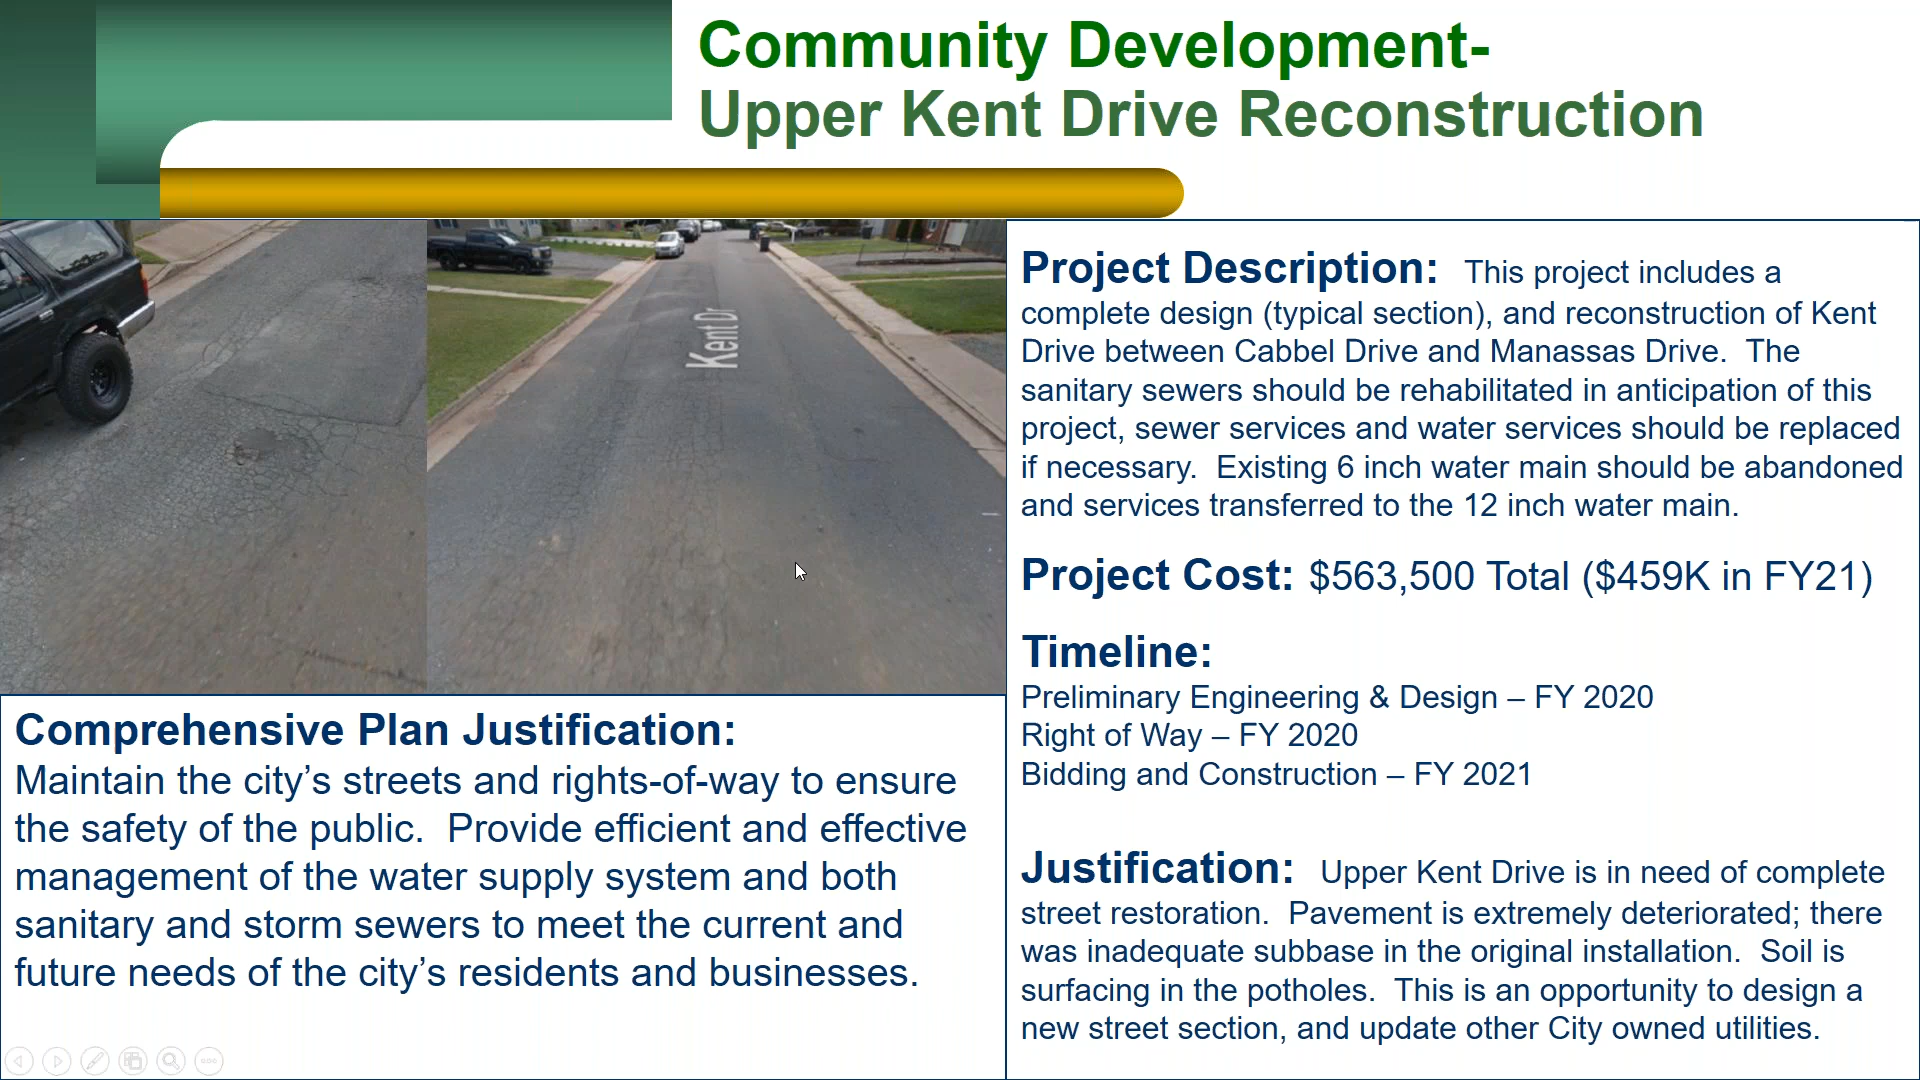 Community Development-
Upper Kent Drive Reconstruction
Kent Dr
Project Description: This project includes a
complete design (typical section), and reconstruction of Kent
Drive between Cabbel Drive and Manassas Drive. The
sanitary sewers should be rehabilitated in anticipation of this
project, sewer services and water services should be replaced
if necessary. Existing 6 inch water main should be abandoned
and services transferred to the 12 inch water main.
Project Cost: $563,500 Total ($459K in FY21)
Timeline:
Preliminary Engineering & Design – FY 2020
Right of Way – FY 2020
Bidding and Construction – FY 2021
Justification: Upper Kent Drive is in need of complete
street restoration. Pavement is extremely deteriorated; there
was inadequate subbase in the original installation. Soil is
surfacing in the potholes. This is an opportunity to design a
new street section, and update other City owned utilities.
Comprehensive Plan Justification:
Maintain the city’s streets and rights-of-way to ensure
the safety of the public. Provide efficient and effective
management of the water supply system and both
sanitary and storm sewers to meet the current and
future needs of the city’s residents and businesses.